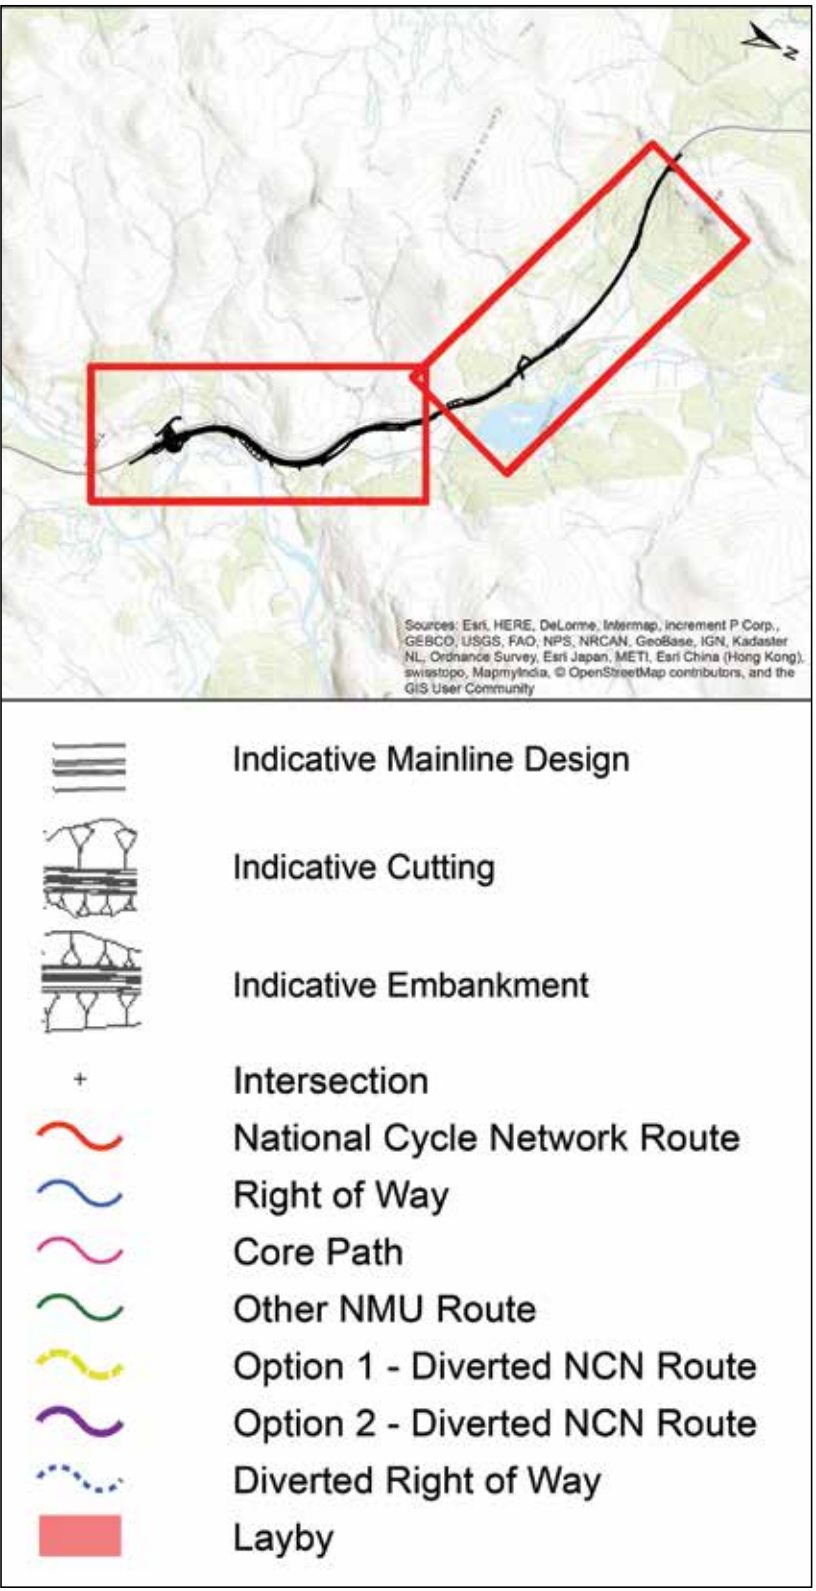 N
Sources: Esri, HERE, DeLorme, Intermap, increment P Corp.,
GEBCO, USGS, FAO, NPS, NRCAN, GeoBase, IGN, Kadaster
NL, Ordnance Survey, Esri Japan, METI, Esri China (Hong Kong),
swisstopo, MapmyIndia, © OpenStreetMap contributors, and the
GIS User Community
Indicative Mainline Design
Indicative Cutting
Indicative Embankment
Intersection
National Cycle Network Route
Right of Way
Core Path
Other NMU Route
Option 1 - Diverted NCN Route
Option 2 - Diverted NCN Route
Diverted Right of Way
Layby